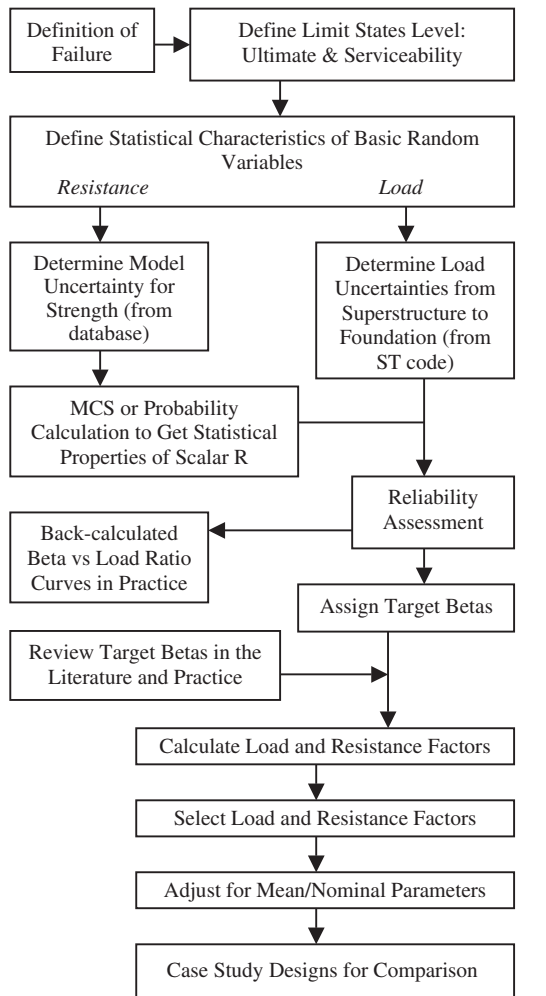 Definition of
Failure
Define Limit States Level:
Ultimate & Serviceability
Define Statistical Characteristics of Basic Random
Variables
Resistance
Load
Determine Model
Uncertainty for
Strength (from
database)
Determine Load
Uncertainties from
Superstructure to
Foundation (from
ST code)
MCS or Probability
Calculation to Get Statistical
Properties of Scalar R
Reliability
Assessment
Back-calculated
Beta vs Load Ratio
Curves in Practice
Assign Target Betas
Review Target Betas in the
Literature and Practice
Calculate Load and Resistance Factors
Select Load and Resistance Factors
Adjust for Mean/Nominal Parameters
Case Study Designs for Comparison